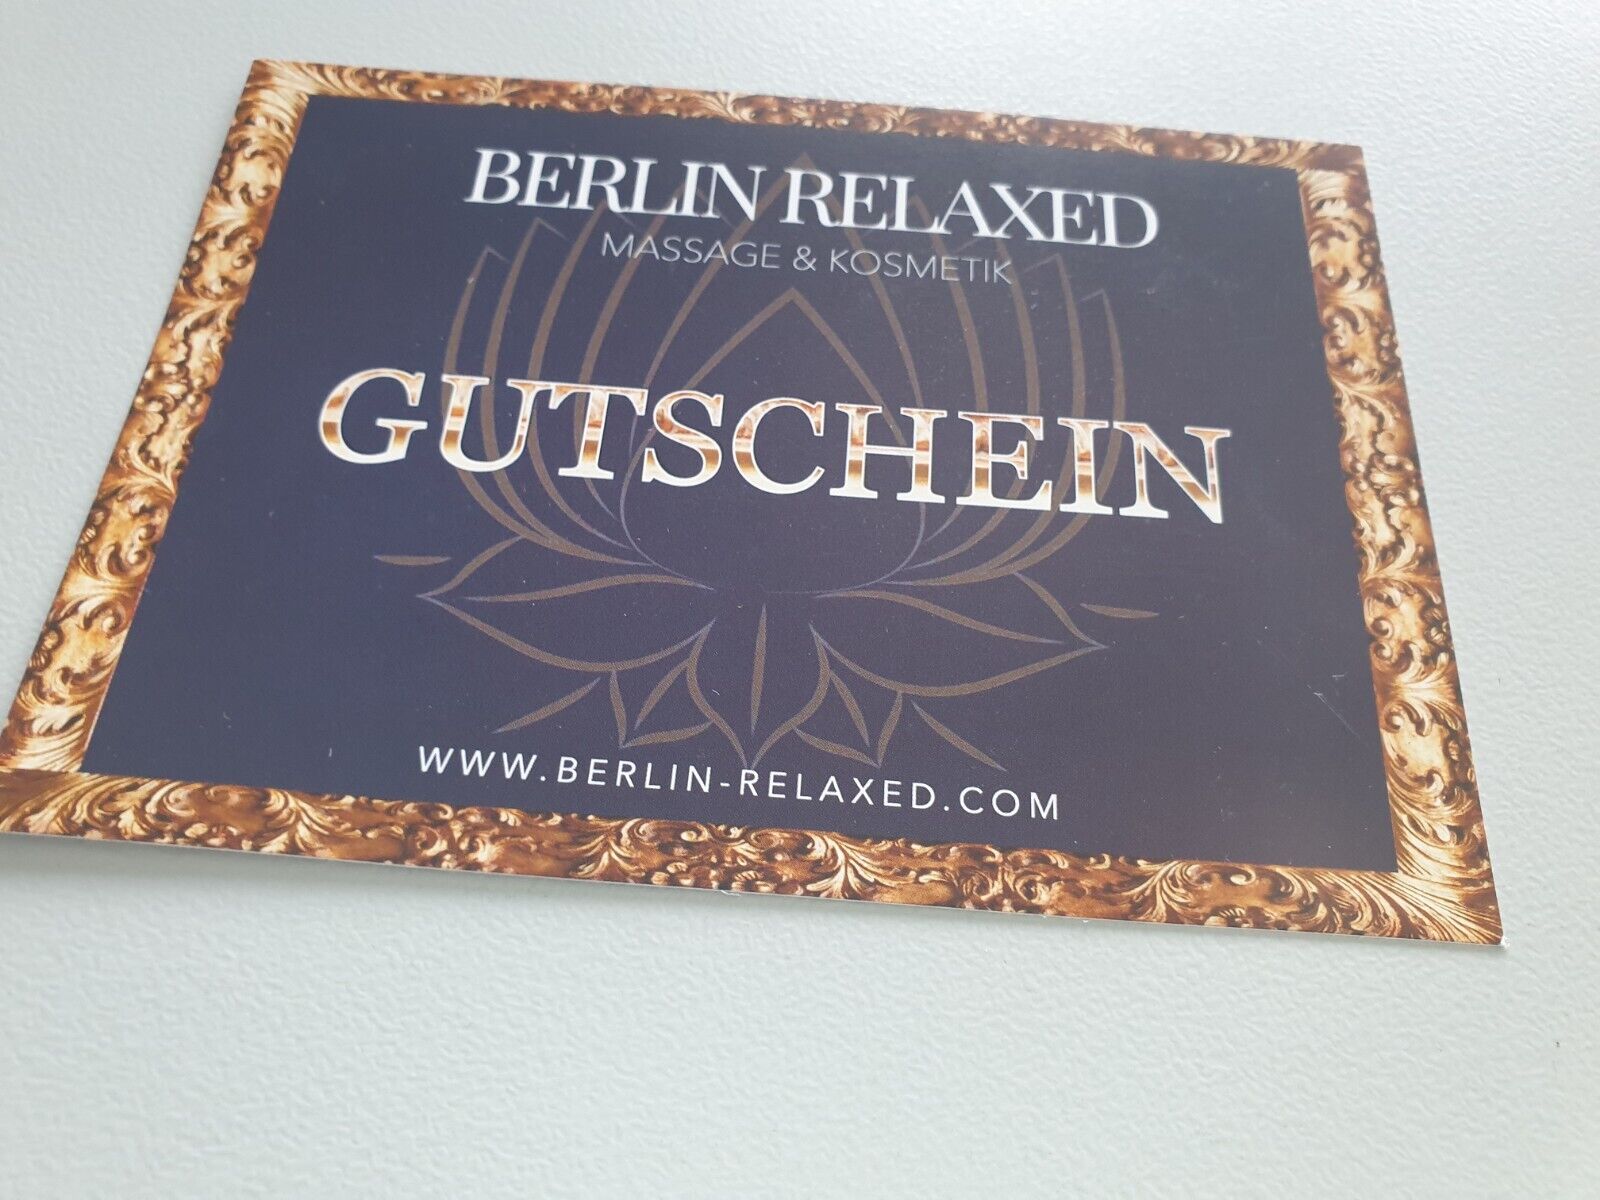 BERLIN RELAXED
MASSAGE & KOSMETIK
GUTSCHEIN
WWW.BERLIN-RELAXED.COM